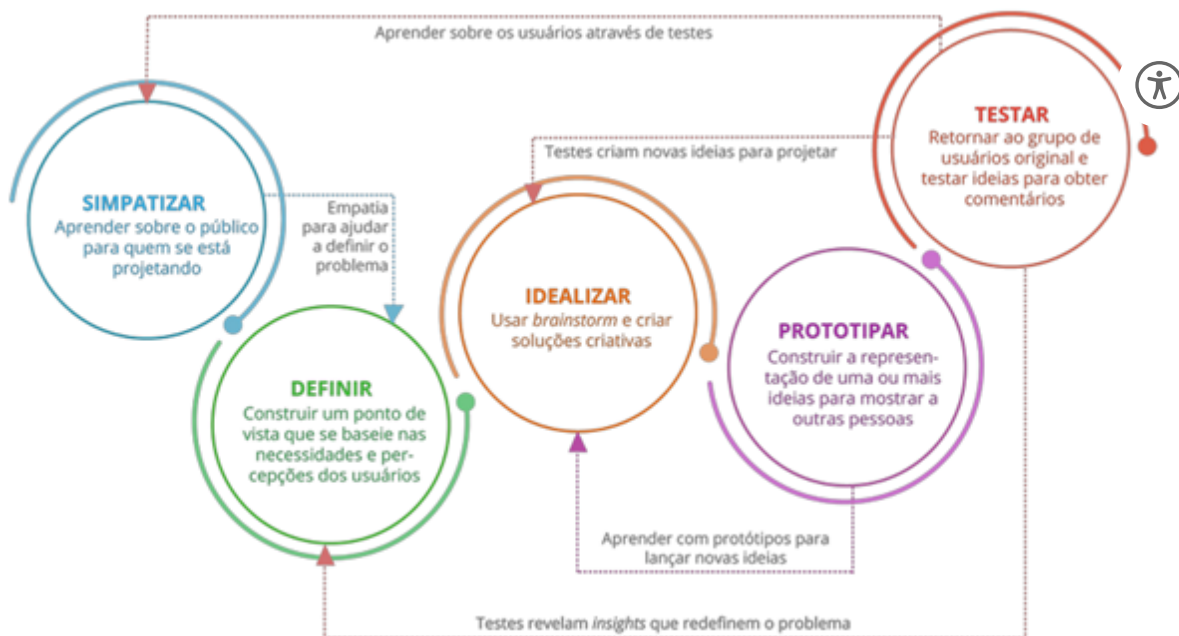 Aprender sobre os usuários através de testes
TESTAR
Retornar ao grupo de
usuários original e
testar ideias para obter
comentários
Testes criam novas ideias para projetar
SIMPATIZAR
Aprender sobre o público
para quem se está
projetando
Empatia
para ajudar
a definir o
problema
IDEALIZAR
Usar brainstorm e criar
soluções criativas
PROTOTIPAR
Construir a represen-
tação de uma ou mais
ideias para mostrar a
outras pessoas
DEFINIR
Construir um ponto de
vista que se baseie nas
necessidades e per-
cepções dos usuários
Aprender com protótipos para
lançar novas ideias
Testes revelam insights que redefinem o problema